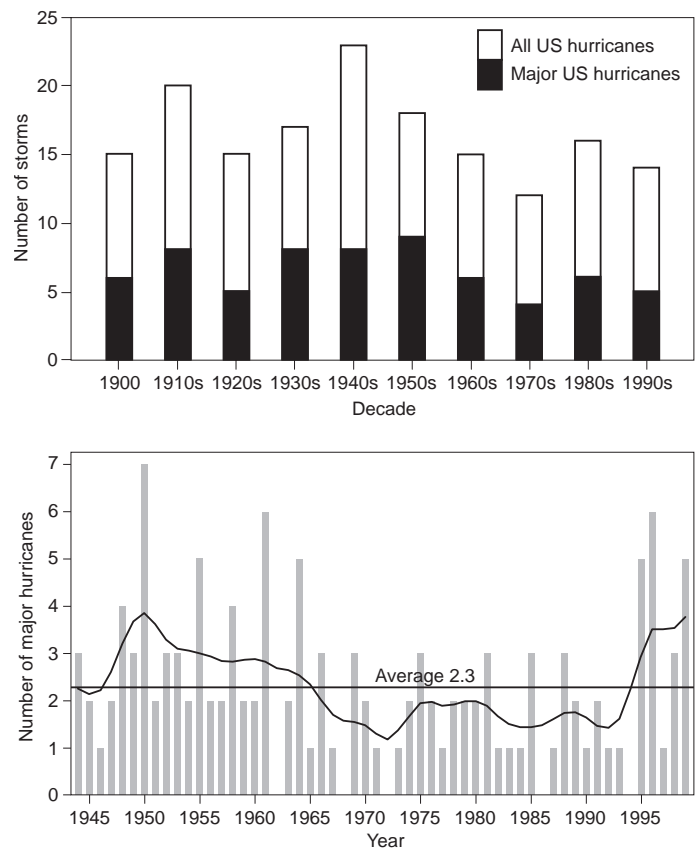 25
20
15
10
5
0
Number of storms
All US hurricanes
Major US hurricanes
1900 1910s 1920s 1930s 1940s 1950s 1960s 1970s 1980s 1990s
Decade
7
6
5
4
3
2
1
0
Number of major hurricanes
Average 2.3
1945 1950 1955 1960 1965 1970 1975 1980 1985 1990 1995
Year